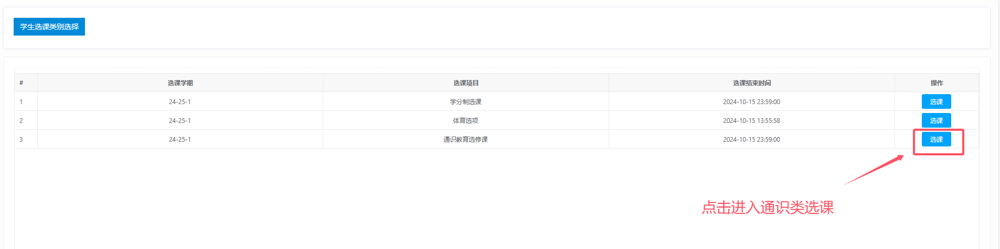 学生选课类别选择
# 选课学期 选课项目 选课结束时间 操作
1 24-25-1 学分制选课 2024-10-15 23:59:00 选课
2 24-25-1 体育选项 2024-10-15 13:55:58 选课
3 24-25-1 通识教育选修课 2024-10-15 23:59:00 选课
点击进入通识类选课